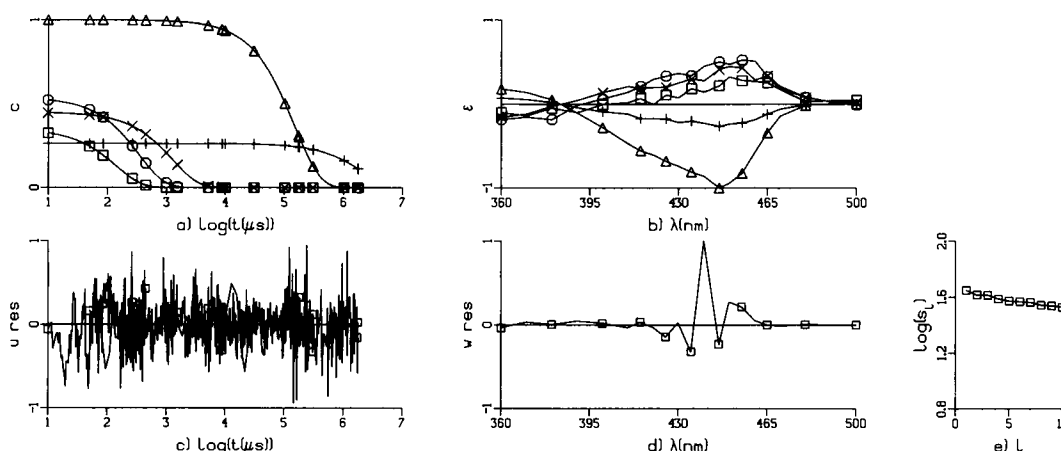 1
c
0
1 2 3 4 5 6 7
a) log(t(μs))
1
ε
-1
360 395 430 465 500
b) λ(nm)
1
u res
0
-1
1 2 3 4 5 6 7
c) log(t(μs))
1
w res
0
-1
360 395 430 465 500
d) λ(nm)
2.0
1.6
1.2
0.8
log(sₗ)
5
e) l